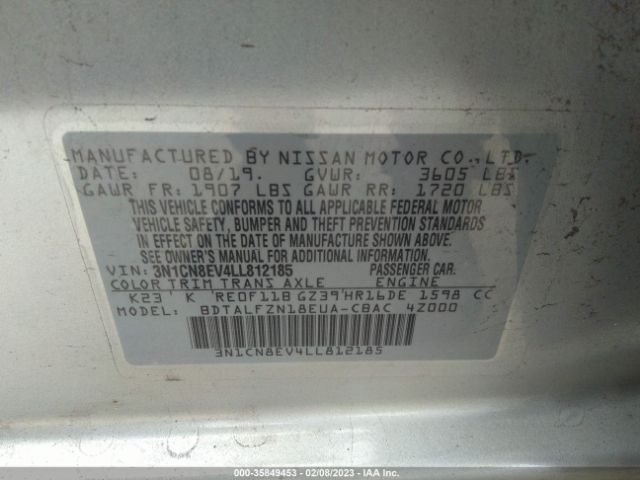 MANUFACTURED BY NISSAN MOTOR CO., LTD.
DATE: 08/19. GVWR: 3605 LBS
GAWR FR: 1907 LBS GAWR RR: 1720 LBS
THIS VEHICLE CONFORMS TO ALL APPLICABLE FEDERAL MOTOR
VEHICLE SAFETY, BUMPER AND THEFT PREVENTION STANDARDS
IN EFFECT ON THE DATE OF MANUFACTURE SHOWN ABOVE.
SEE OWNER'S MANUAL FOR ADDITIONAL INFORMATION.
VIN: 3N1CN8EV4LL812185 PASSENGER CAR.
COLOR TRIM TRANS AXLE ENGINE
K23' K RE0F11B GZ39'HR16DE 1598 CC
MODEL: BDTALFZN18EUA-CBAC 4Z000
3N1CN8EV4LL812185
000-35849453 - 02/08/2023 - IAA Inc.